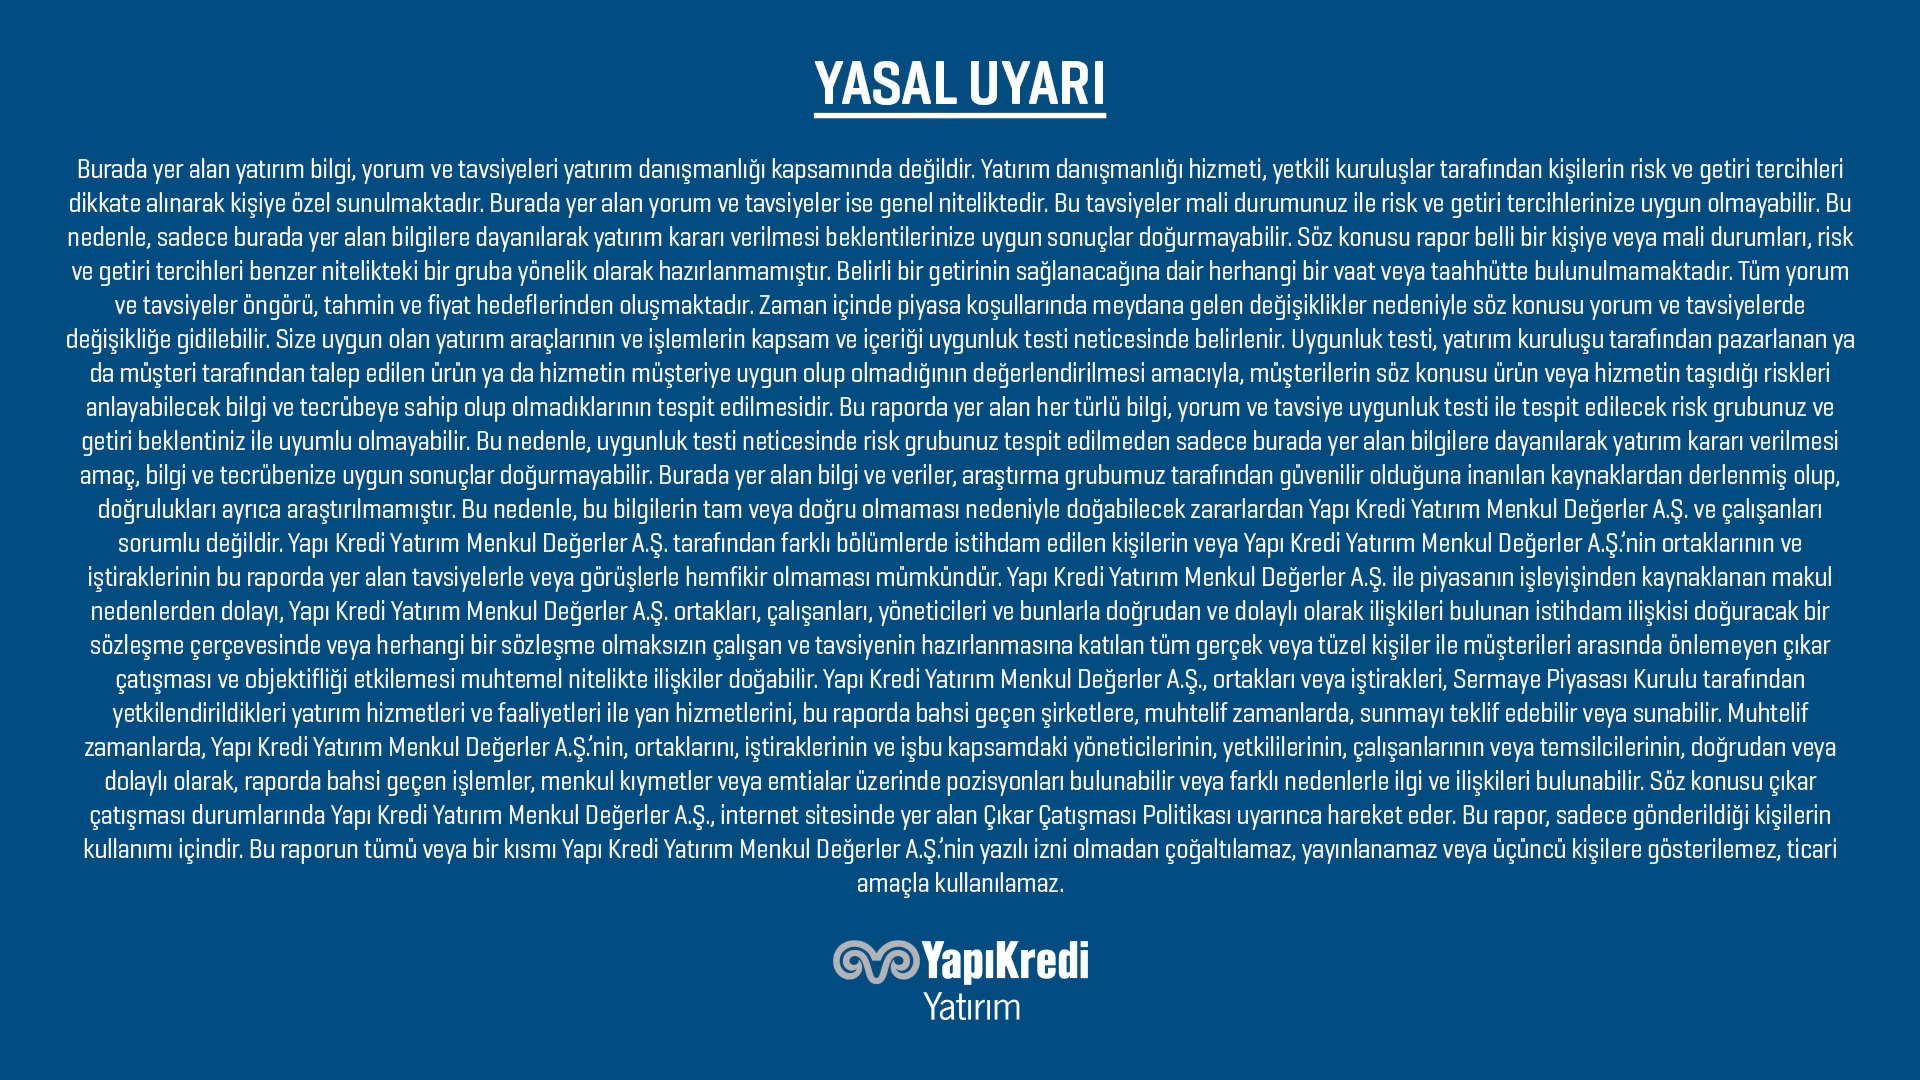 YASAL UYARI
Burada yer alan yatırım bilgi, yorum ve tavsiyeleri yatırım danışmanlığı kapsamında değildir. Yatırım danışmanlığı hizmeti, yetkili kuruluşlar tarafından kişilerin risk ve getiri tercihleri
dikkate alınarak kişiye özel sunulmaktadır. Burada yer alan yorum ve tavsiyeler ise genel niteliktedir. Bu tavsiyeler mali durumunuz ile risk ve getiri tercihlerinize uygun olmayabilir. Bu
nedenle, sadece burada yer alan bilgilere dayanılarak yatırım kararı verilmesi beklentilerinize uygun sonuçlar doğurmayabilir. Söz konusu rapor belli bir kişiye veya mali durumları, risk
ve getiri tercihleri benzer nitelikteki bir gruba yönelik olarak hazırlanmamıştır. Belirli bir getirinin sağlanacağına dair herhangi bir vaat veya taahhütte bulunulmamaktadır. Tüm yorum
ve tavsiyeler öngörü, tahmin ve fiyat hedeflerinden oluşmaktadır. Zaman içinde piyasa koşullarında meydana gelen değişiklikler nedeniyle söz konusu yorum ve tavsiyelerde
değişikliğe gidilebilir. Size uygun olan yatırım araçlarının ve işlemlerin kapsam ve içeriği uygunluk testi neticesinde belirlenir. Uygunluk testi, yatırım kuruluşu tarafından pazarlanan ya
da müşteri tarafından talep edilen ürün ya da hizmetin müşteriye uygun olup olmadığının değerlendirilmesi amacıyla, müşterilerin söz konusu ürün veya hizmetin taşıdığı riskleri
anlayabilecek bilgi ve tecrübeye sahip olup olmadıklarının tespit edilmesidir. Bu raporda yer alan her türlü bilgi, yorum ve tavsiye uygunluk testi ile tespit edilecek risk grubunuz ve
getiri beklentiniz ile uyumlu olmayabilir. Bu nedenle, uygunluk testi neticesinde risk grubunuz tespit edilmeden sadece burada yer alan bilgilere dayanılarak yatırım kararı verilmesi
amaç, bilgi ve tecrübenize uygun sonuçlar doğurmayabilir. Burada yer alan bilgi ve veriler, araştırma grubumuz tarafından güvenilir olduğuna inanılan kaynaklardan derlenmiş olup,
doğrulukları ayrıca araştırılmamıştır. Bu nedenle, bu bilgilerin tam veya doğru olmaması nedeniyle doğabilecek zararlardan Yapı Kredi Yatırım Menkul Değerler A.Ş. ve çalışanları
sorumlu değildir. Yapı Kredi Yatırım Menkul Değerler A.Ş. tarafından farklı bölümlerde istihdam edilen kişilerin veya Yapı Kredi Yatırım Menkul Değerler A.Ş.'nin ortaklarının ve
iştiraklerinin bu raporda yer alan tavsiyelerle veya görüşlerle hemfikir olmaması mümkündür. Yapı Kredi Yatırım Menkul Değerler A.Ş. ile piyasanın işleyişinden kaynaklanan makul
nedenlerden dolayı, Yapı Kredi Yatırım Menkul Değerler A.Ş. ortakları, çalışanları, yöneticileri ve bunlarla doğrudan ve dolaylı olarak ilişkileri bulunan istihdam ilişkisi doğuracak bir
sözleşme çerçevesinde veya herhangi bir sözleşme olmaksızın çalışan ve tavsiyenin hazırlanmasına katılan tüm gerçek veya tüzel kişiler ile müşterileri arasında önlemeyen çıkar
çatışması ve objektifliği etkilemesi muhtemel nitelikte ilişkiler doğabilir. Yapı Kredi Yatırım Menkul Değerler A.Ş., ortakları veya iştirakleri, Sermaye Piyasası Kurulu tarafından
yetkilendirildikleri yatırım hizmetleri ve faaliyetleri ile yan hizmetlerini, bu raporda bahsi geçen şirketlere, muhtelif zamanlarda, sunmayı teklif edebilir veya sunabilir. Muhtelif
zamanlarda, Yapı Kredi Yatırım Menkul Değerler A.Ş.'nin, ortaklarını, iştiraklerinin ve işbu kapsamdaki yöneticilerinin, yetkililerinin, çalışanlarının veya temsilcilerinin, doğrudan veya
dolaylı olarak, raporda bahsi geçen işlemler, menkul kıymetler veya emtialar üzerinde pozisyonları bulunabilir veya farklı nedenlerle ilgi ve ilişkileri bulunabilir. Söz konusu çıkar
çatışması durumlarında Yapı Kredi Yatırım Menkul Değerler A.Ş., internet sitesinde yer alan Çıkar Çatışması Politikası uyarınca hareket eder. Bu rapor, sadece gönderildiği kişilerin
kullanımı içindir. Bu raporun tümü veya bir kısmı Yapı Kredi Yatırım Menkul Değerler A.Ş.'nin yazılı izni olmadan çoğaltılamaz, yayınlanamaz veya üçüncü kişilere gösterilemez, ticari
amaçla kullanılamaz.
YapıKredi
Yatırım